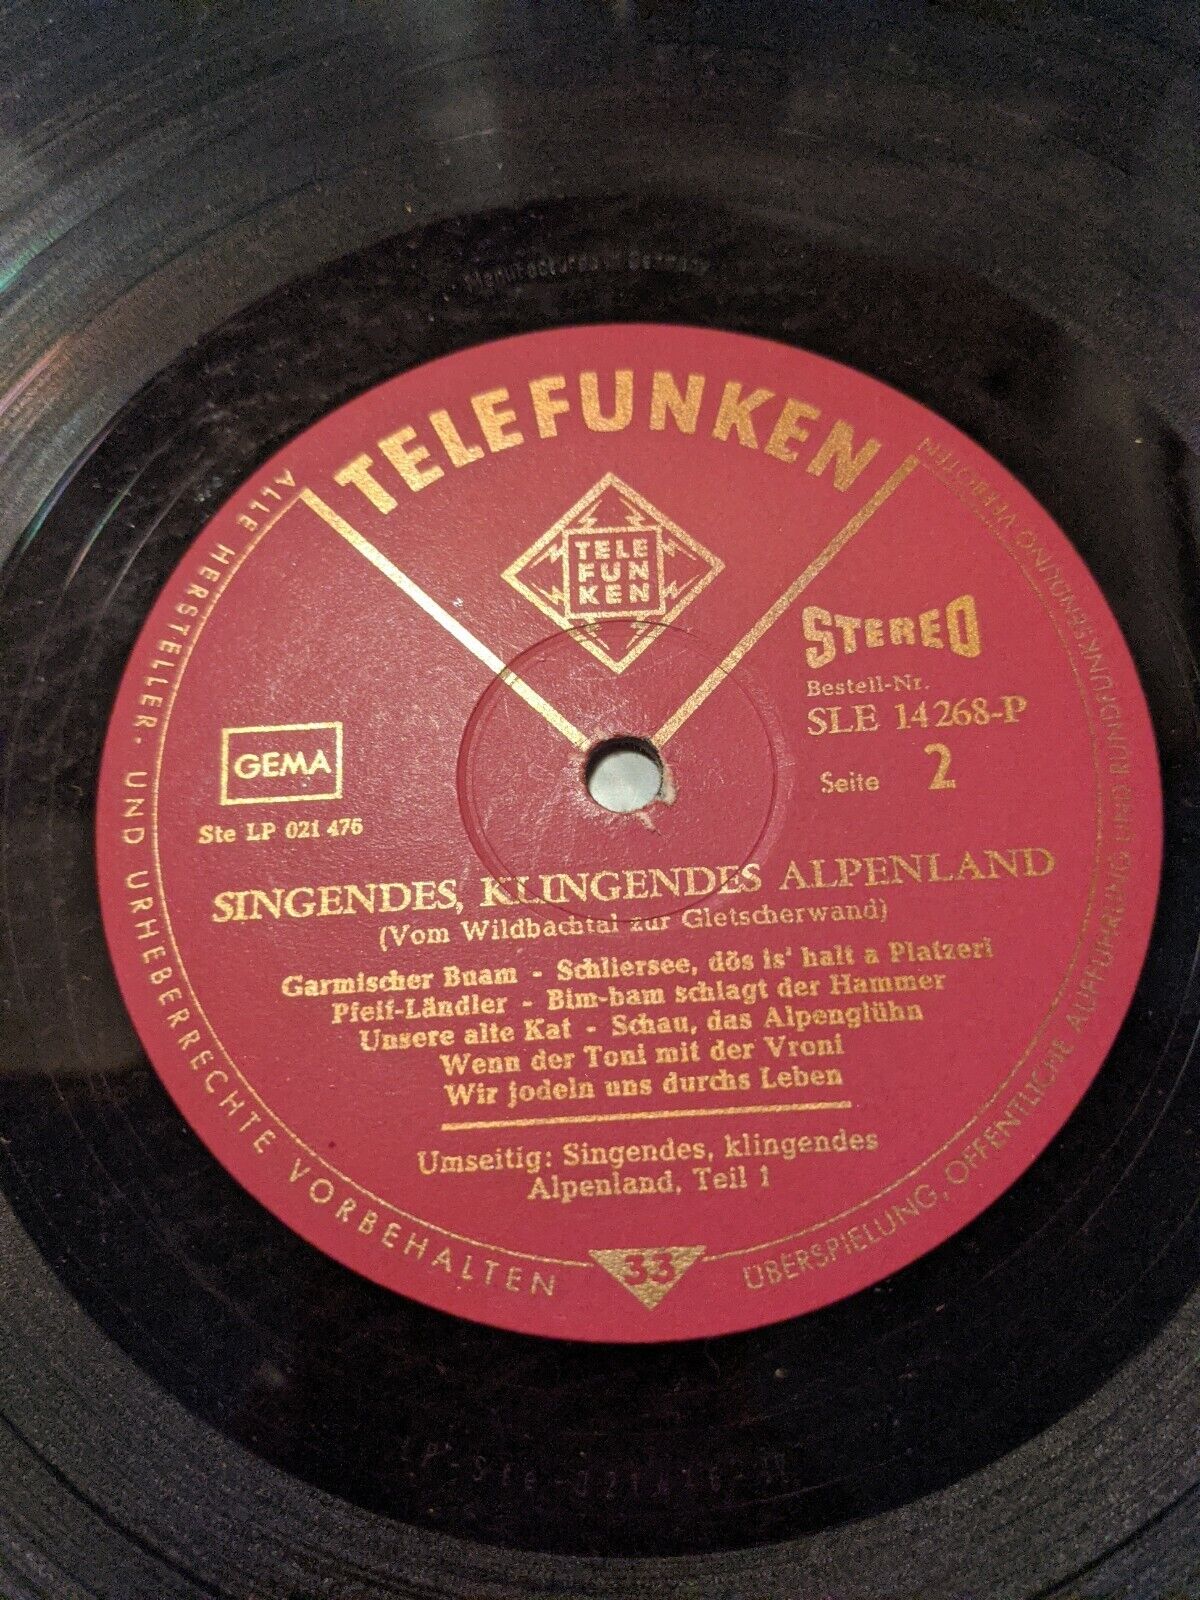 Manufactured in Germany
TELEFUNKEN
TELE
FUN
KEN
STEREO
Bestell-Nr.
SLE 14268-P
Seite 2
GEMA
Ste LP 021 476
SINGENDES, KLINGENDES ALPENLAND
(Vom Wildbachtal zur Gletscherwand)
Garmischer Buam - Schliersee, dös is' halt a Platzerl
Pfeif-Ländler - Bim-bam schlagt der Hammer
Unsere alte Kat - Schau, das Alpenglühn
Wenn der Toni mit der Vroni
Wir jodeln uns durchs Leben
Umseitig: Singendes, klingendes
Alpenland, Teil 1
33
ALLE HERSTELLER- UND URHEBERRECHTE VORBEHALTEN
ÜBERSPIELUNG, ÖFFENTLICHE AUFFÜHRUNG UND RUNDFUNKSENDUNG VERBOTEN